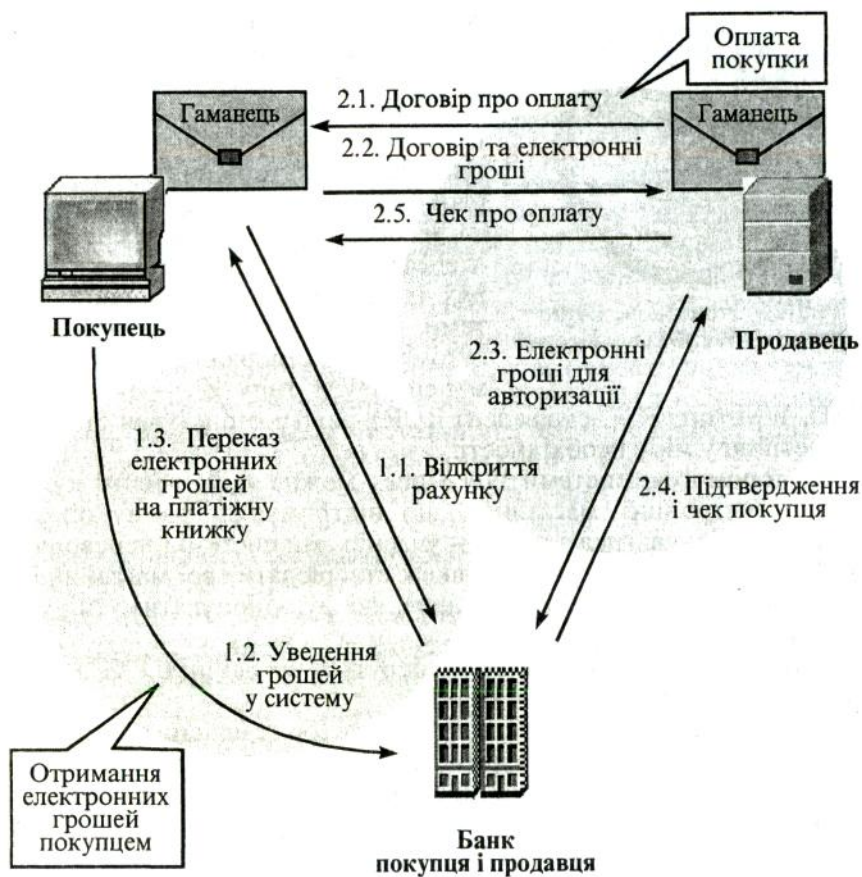 Оплата
покупки
Гаманець
2.1. Договір про оплату
Гаманець
2.2. Договір та електронні
гроші
2.5. Чек про оплату
Покупець
Продавець
2.3. Електронні
гроші для
авторизації
1.3. Переказ
електронних
грошей
на платіжну
книжку
1.1. Відкриття
рахунку
2.4. Підтвердження
і чек покупця
1.2. Уведення
грошей
у систему
Отримання
електронних
грошей
покупцем
Банк
покупця і продавця